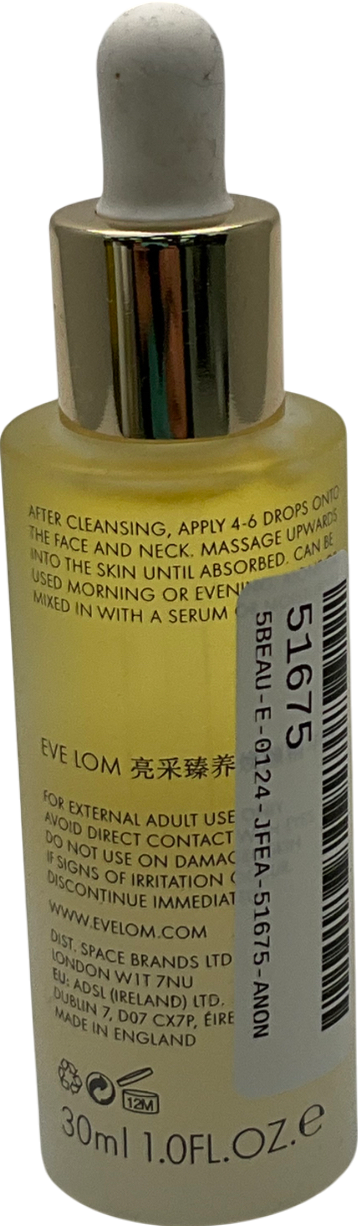 AFTER CLEANSING, APPLY 4-6 DROPS ONTO
THE FACE AND NECK. MASSAGE UPWARDS
INTO THE SKIN UNTIL ABSORBED. CAN BE
USED MORNING OR
MIXED IN WITH A SERUM
EVE LOM 亮采臻养
FOR EXTERNAL ADULT USE
AVOID DIRECT CONTACT
DO NOT USE ON
IF SIGNS OF IRRITATION
DISCONTINUE
WWW.EVELOM.COM
DIST. SPACE BRANDS LTD
LONDON W1T 7NU
EU: ADSL (IRELAND) LTD,
DUBLIN 7, D07 CX7P, ÉIRE
MADE IN ENGLAND
12M
30ml 1.0FL.OZ.e
51675
5BEAU-E-0124-JFEA-51675-ANON